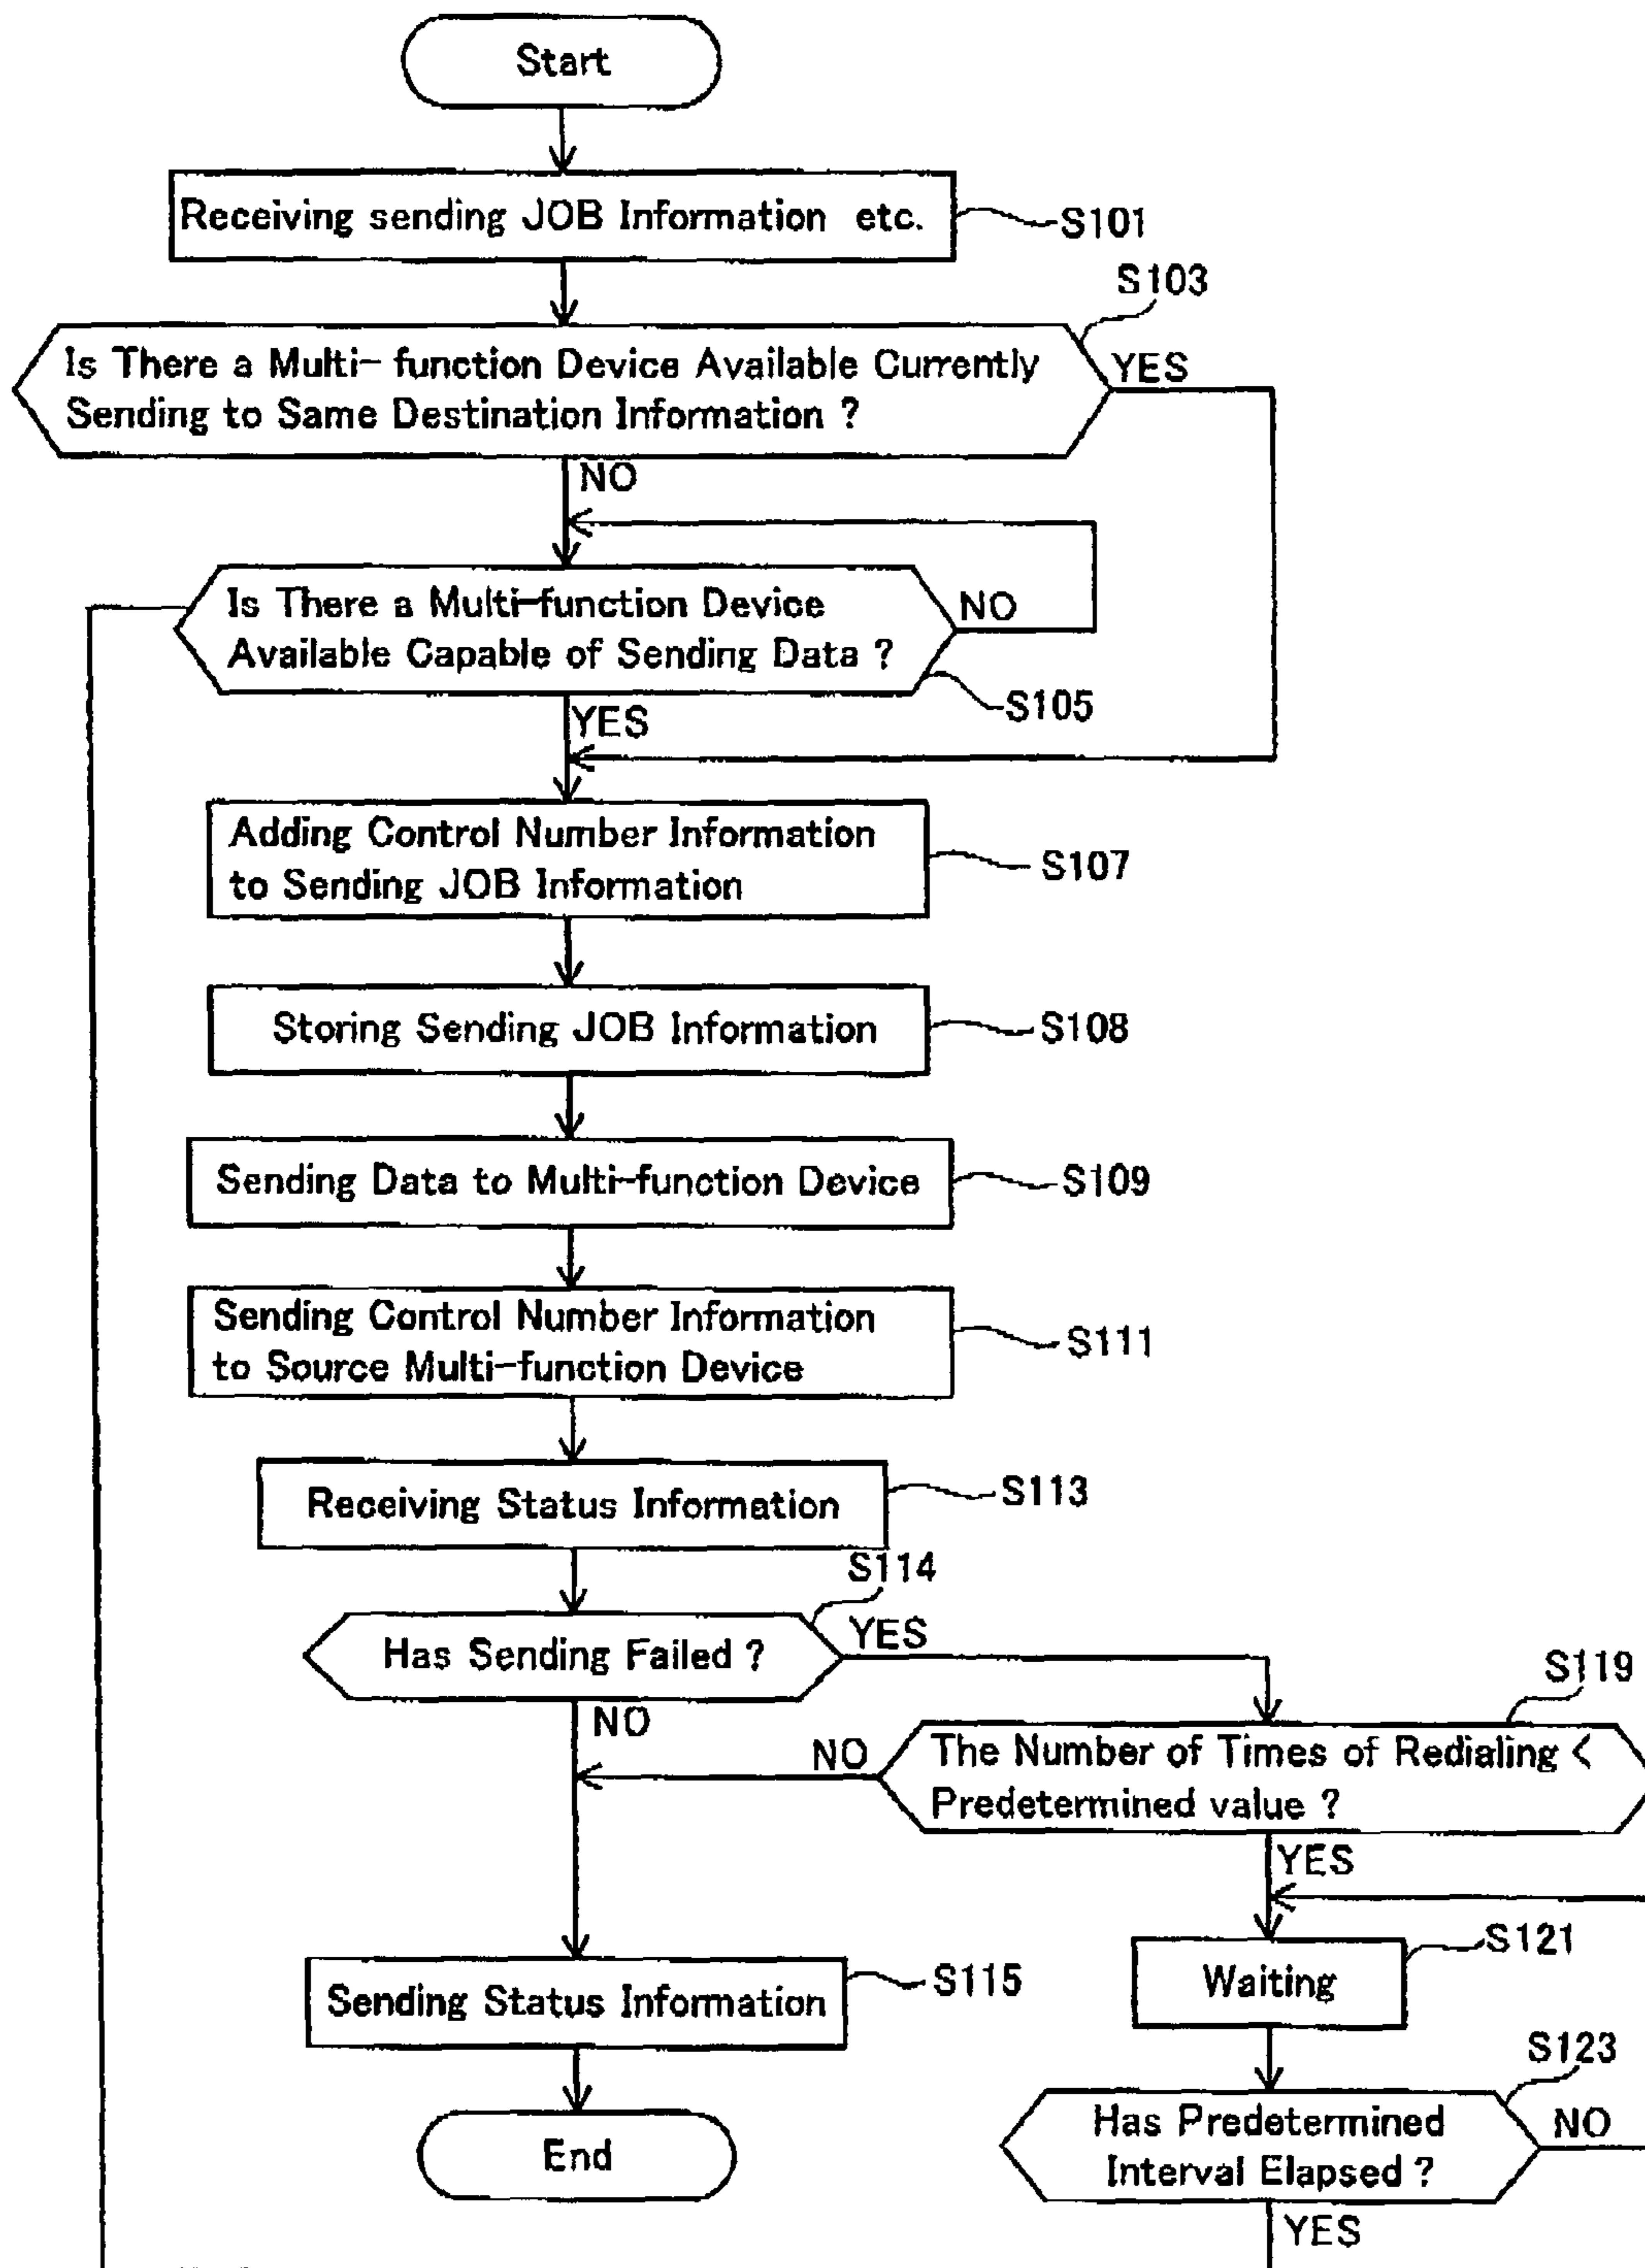 Start
Receiving sending JOB Information etc.
S101
S103
Is There a Multi- function Device Available Currently
Sending to Same Destination Information ?
YES
NO
Is There a Multi-function Device
Available Capable of Sending Data ?
NO
S105
YES
Adding Control Number Information
to Sending JOB Information
S107
Storing Sending JOB Information
S108
Sending Data to Multi-function Device
S109
Sending Control Number Information
to Source Multi-function Device
S111
Receiving Status Information
S113
S114
Has Sending Failed ?
YES
NO
S119
NO
The Number of Times of Redialing <
Predetermined value ?
YES
S121
Waiting
Sending Status Information
S115
S123
Has Predetermined
Interval Elapsed ?
NO
End
YES